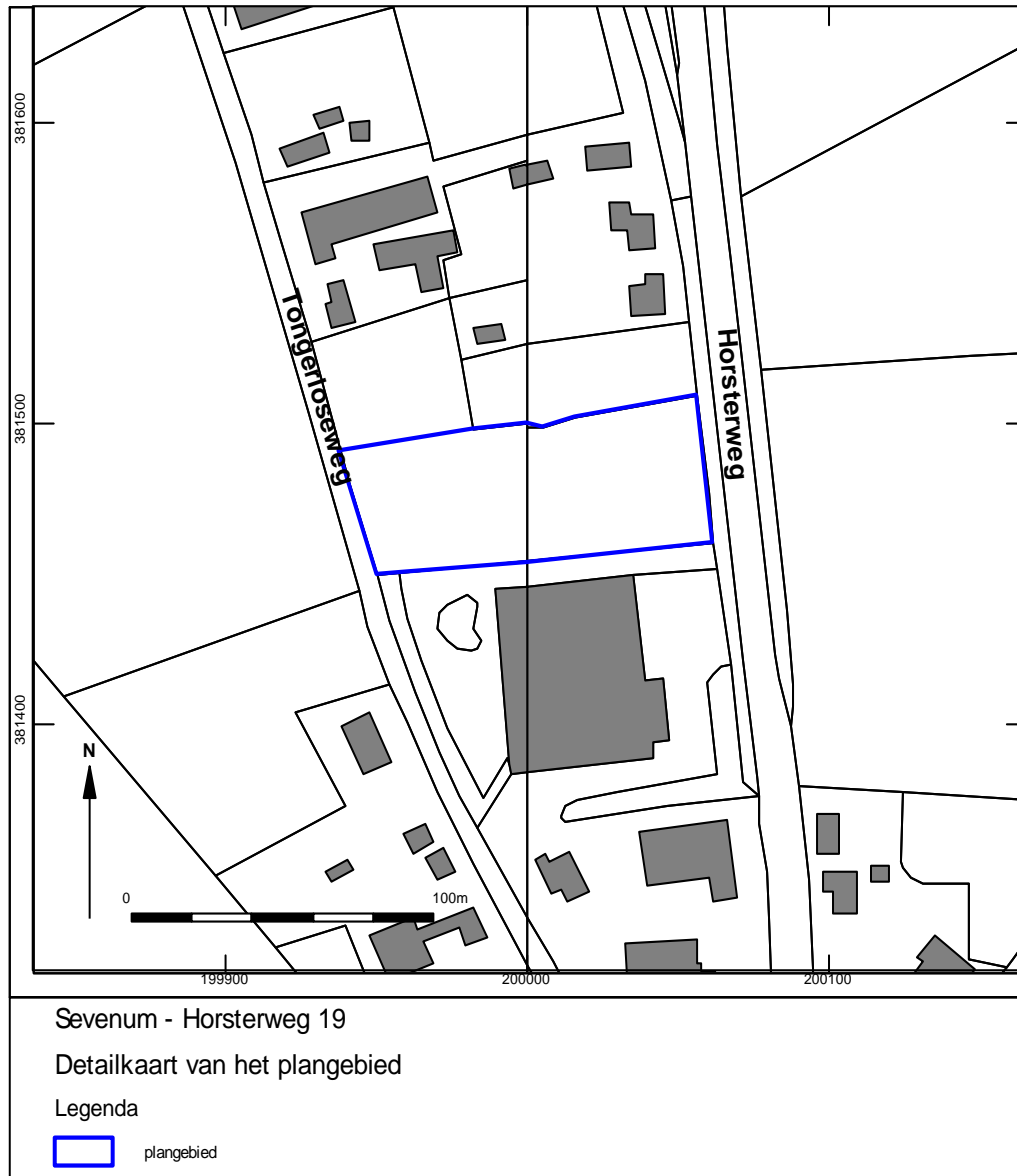 381600
381500
381400
Tongerloseweg
Horsterweg
N
0
100m
199900
200000
200100
Sevenum - Horsterweg 19
Detailkaart van het plangebied
Legenda
plangebied